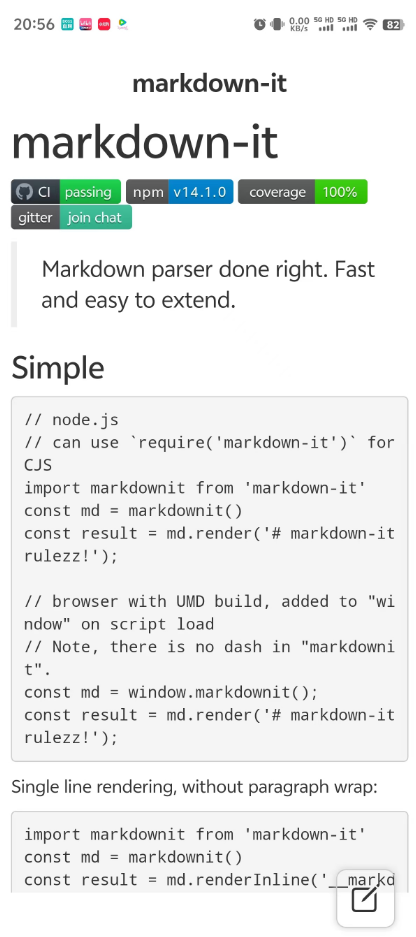 20:56
0.00 KB/s 5G HD 5G HD 82
markdown-it
markdown-it
CI passing npm v14.1.0 coverage 100%
gitter join chat
Markdown parser done right. Fast
and easy to extend.
Simple
// node.js
// can use `require('markdown-it')` for
CJS
import markdownit from 'markdown-it'
const md = markdownit()
const result = md.render('# markdown-it
rulezz!');

// browser with UMD build, added to "wi
ndow" on script load
// Note, there is no dash in "markdowni
t".
const md = window.markdownit();
const result = md.render('# markdown-it
rulezz!');
Single line rendering, without paragraph wrap:
import markdownit from 'markdown-it'
const md = markdownit()
const result = md.renderInline('__markd